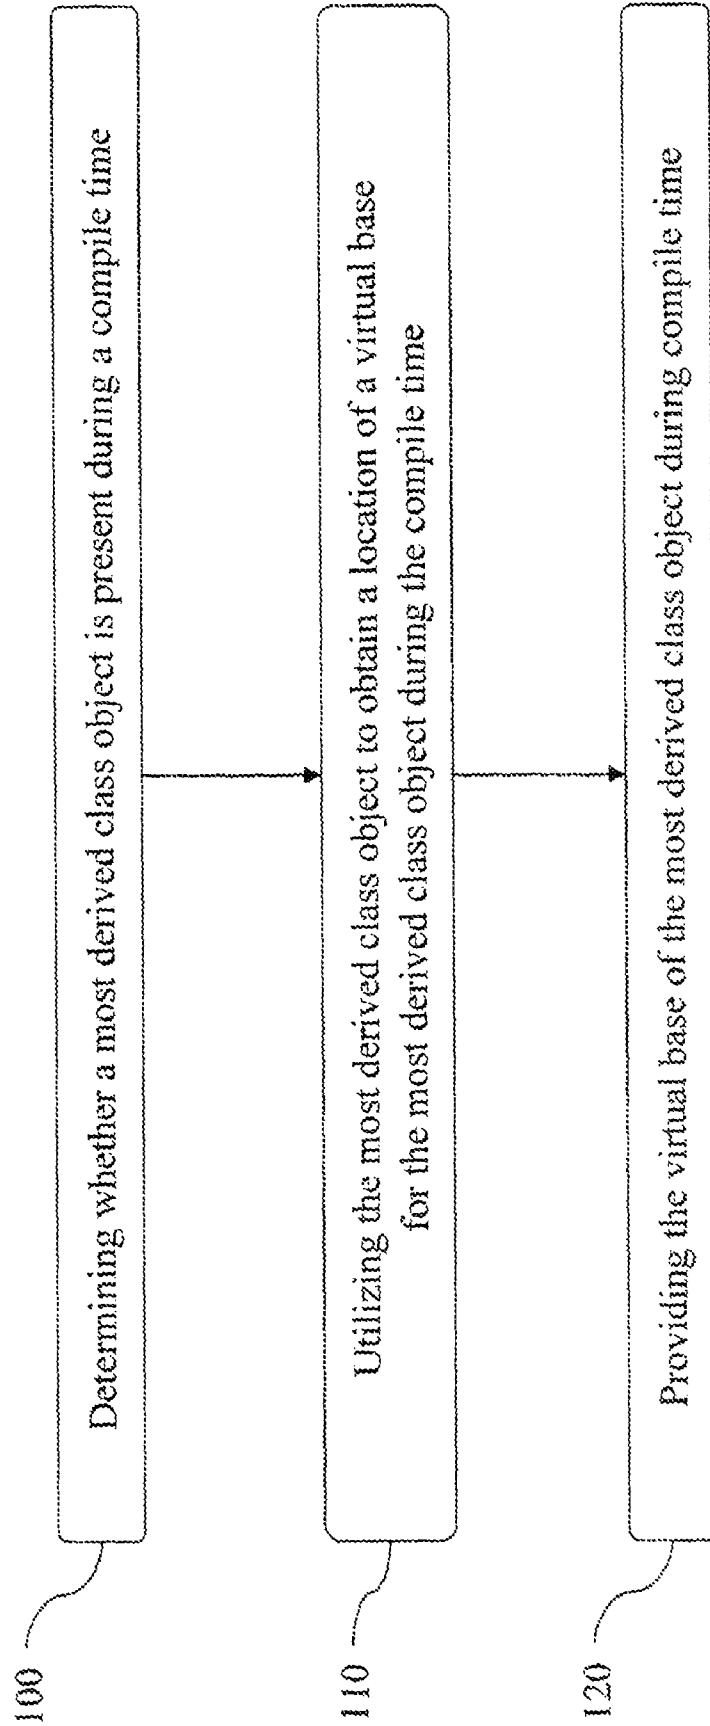 100
Determining whether a most derived class object is present during a compile time
110
Utilizing the most derived class object to obtain a location of a virtual base
for the most derived class object during the compile time
120
Providing the virtual base of the most derived class object during compile time